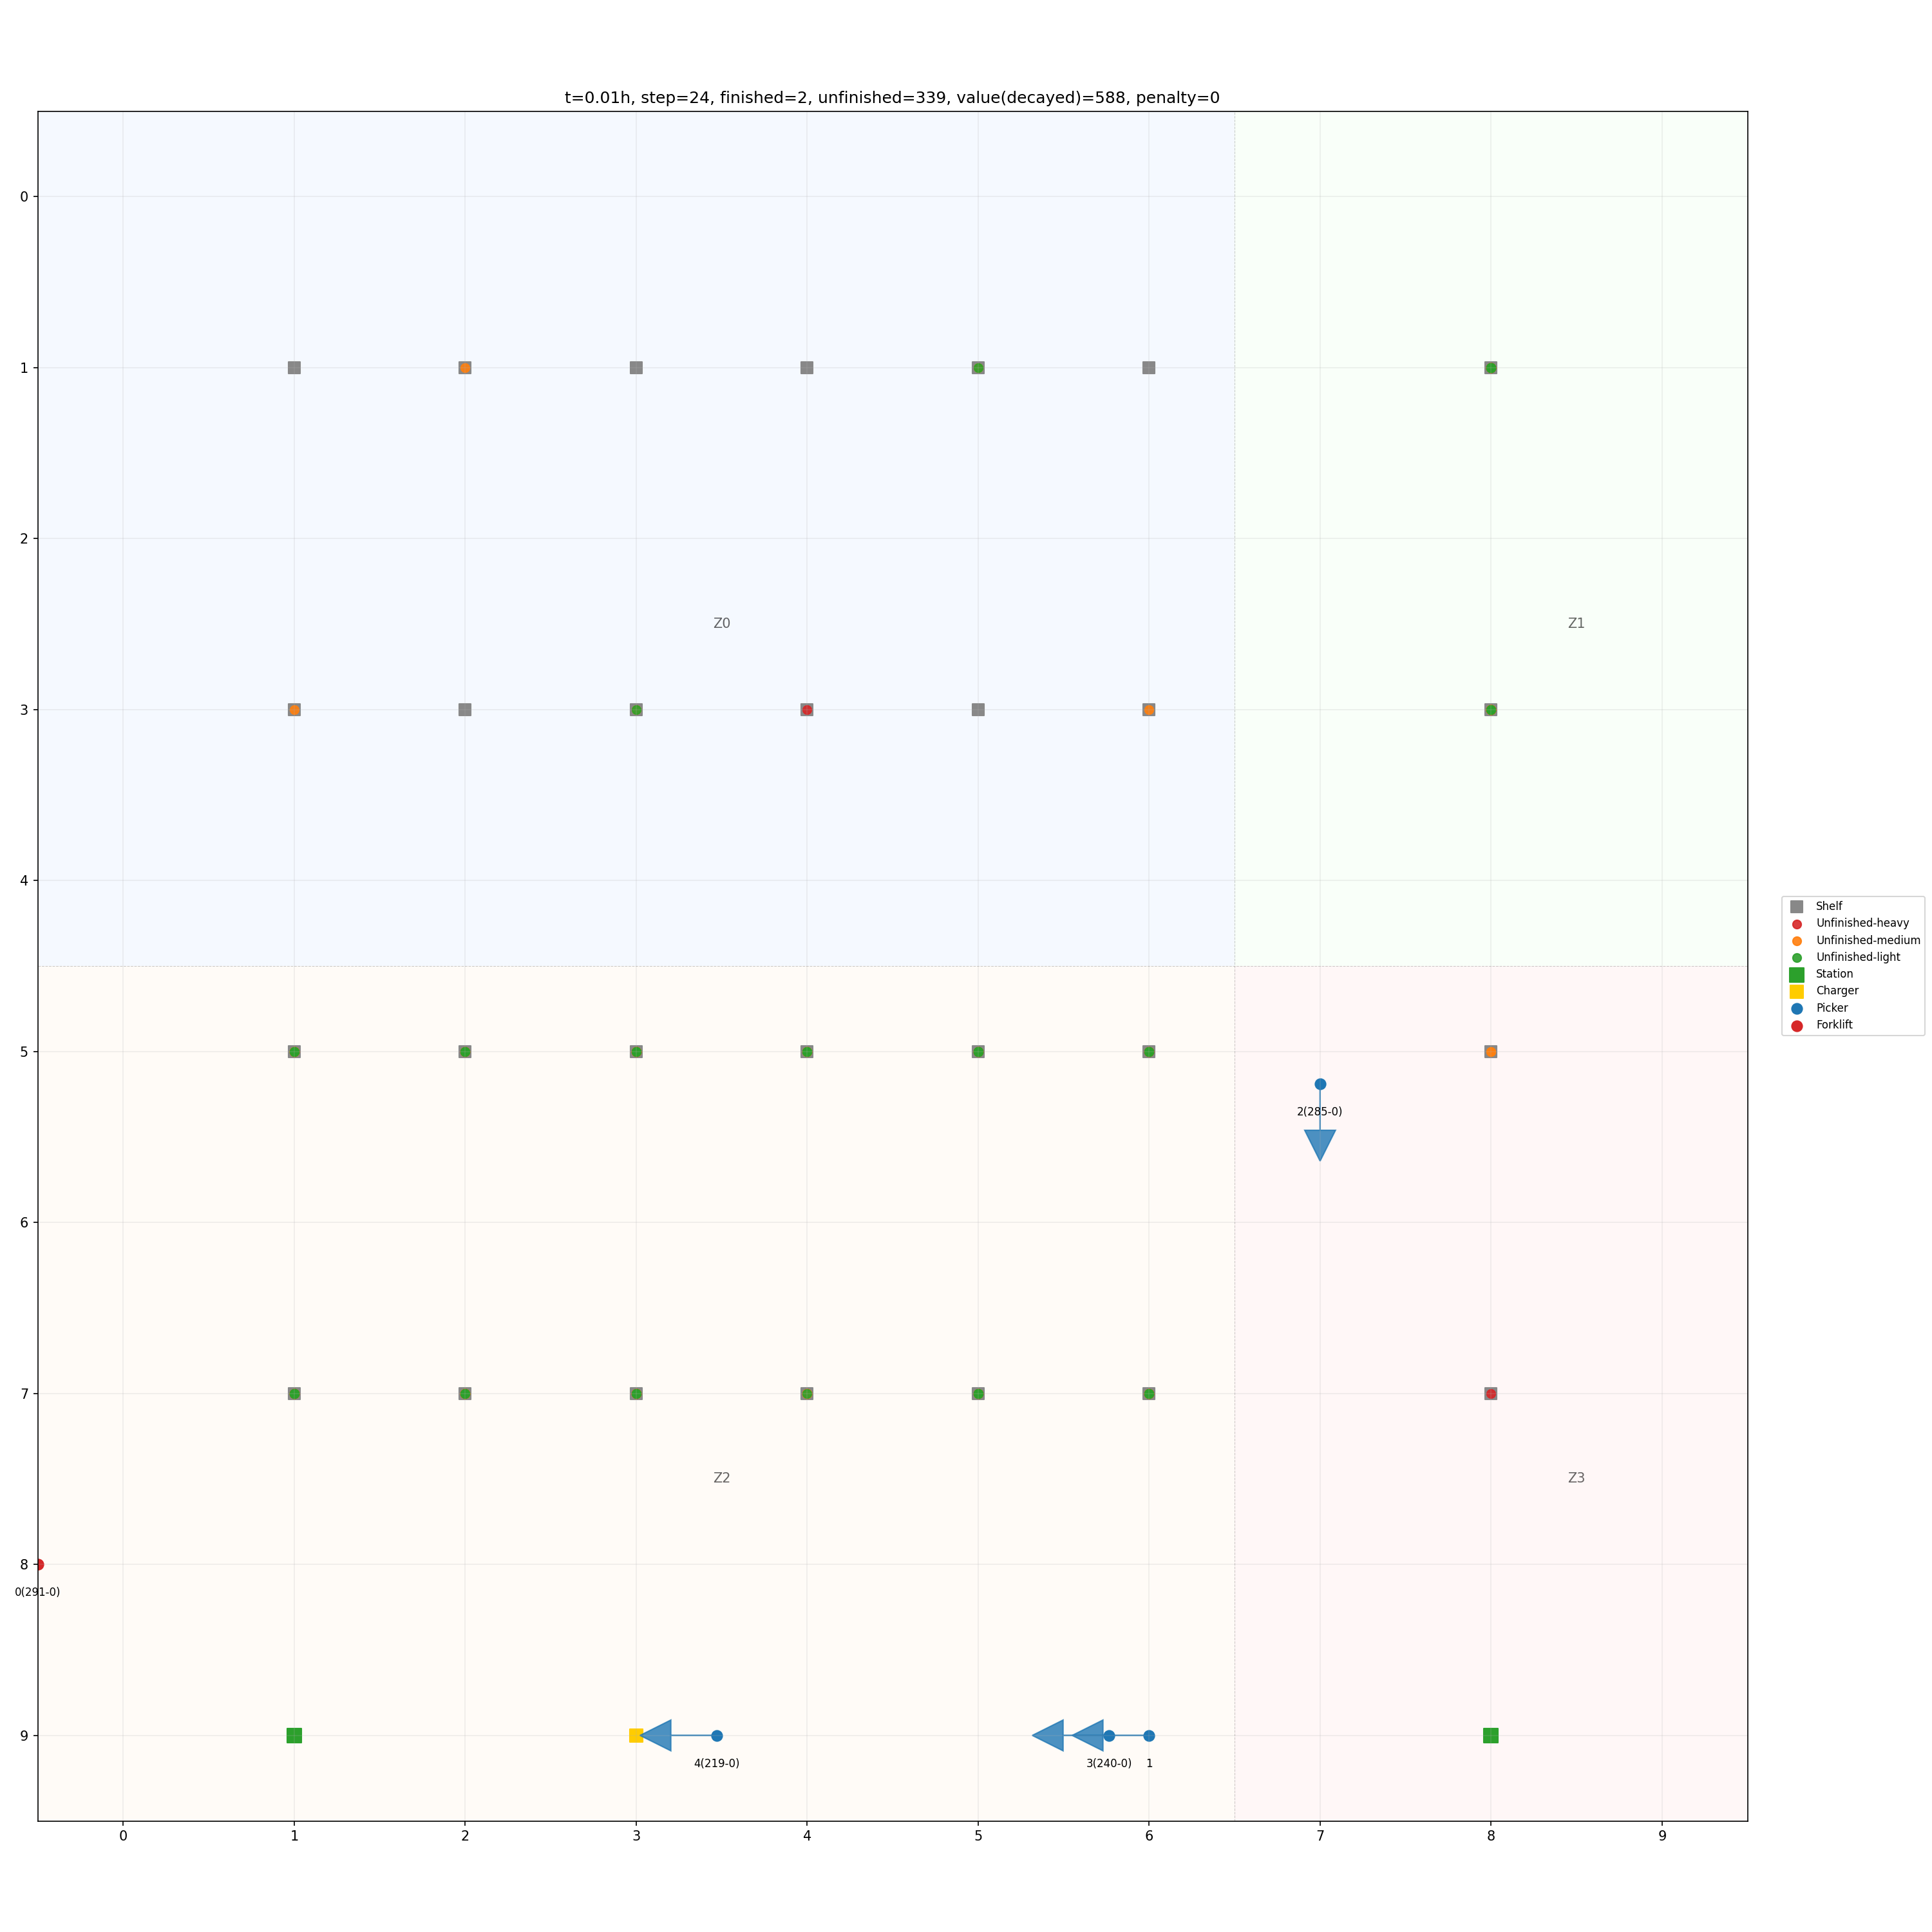 t=0.01h, step=24, finished=2, unfinished=339, value(decayed)=588, penalty=0
0
1
2
Z0
Z1
3
4
Shelf
Unfinished-heavy
Unfinished-medium
Unfinished-light
Station
Charger
Picker
Forklift
5
2(285-0)
6
7
Z2
Z3
8
0(291-0)
9
4(219-0)
3(240-0)
1
0 1 2 3 4 5 6 7 8 9